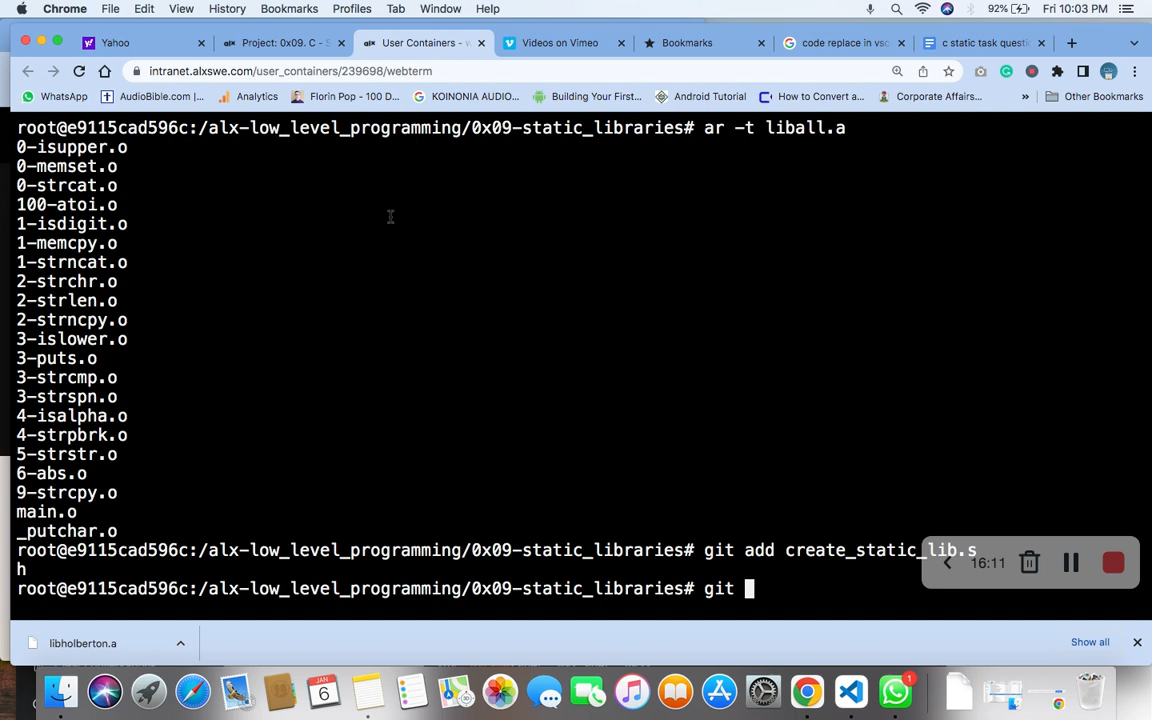 Chrome File Edit View History Bookmarks Profiles Tab Window Help 92% Fri 10:03 PM
Yahoo Project: 0x09. C - S User Containers - w Videos on Vimeo Bookmarks code replace in vsc c static task questi
intranet.alxswe.com/user_containers/239698/webterm
WhatsApp AudioBible.com |... Analytics Florin Pop - 100 D... KOINONIA AUDIO... Building Your First... Android Tutorial How to Convert a... Corporate Affairs... » Other Bookmarks
root@e9115cad596c:/alx-low_level_programming/0x09-static_libraries# ar -t liball.a
0-isupper.o
0-memset.o
0-strcat.o
100-atoi.o
1-isdigit.o
1-memcpy.o
1-strncat.o
2-strchr.o
2-strlen.o
2-strncpy.o
3-islower.o
3-puts.o
3-strcmp.o
3-strspn.o
4-isalpha.o
4-strpbrk.o
5-strstr.o
6-abs.o
9-strcpy.o
main.o
_putchar.o
root@e9115cad596c:/alx-low_level_programming/0x09-static_libraries# git add create_static_lib.s
h
16:11
root@e9115cad596c:/alx-low_level_programming/0x09-static_libraries# git
libholberton.a Show all
JAN
6
1